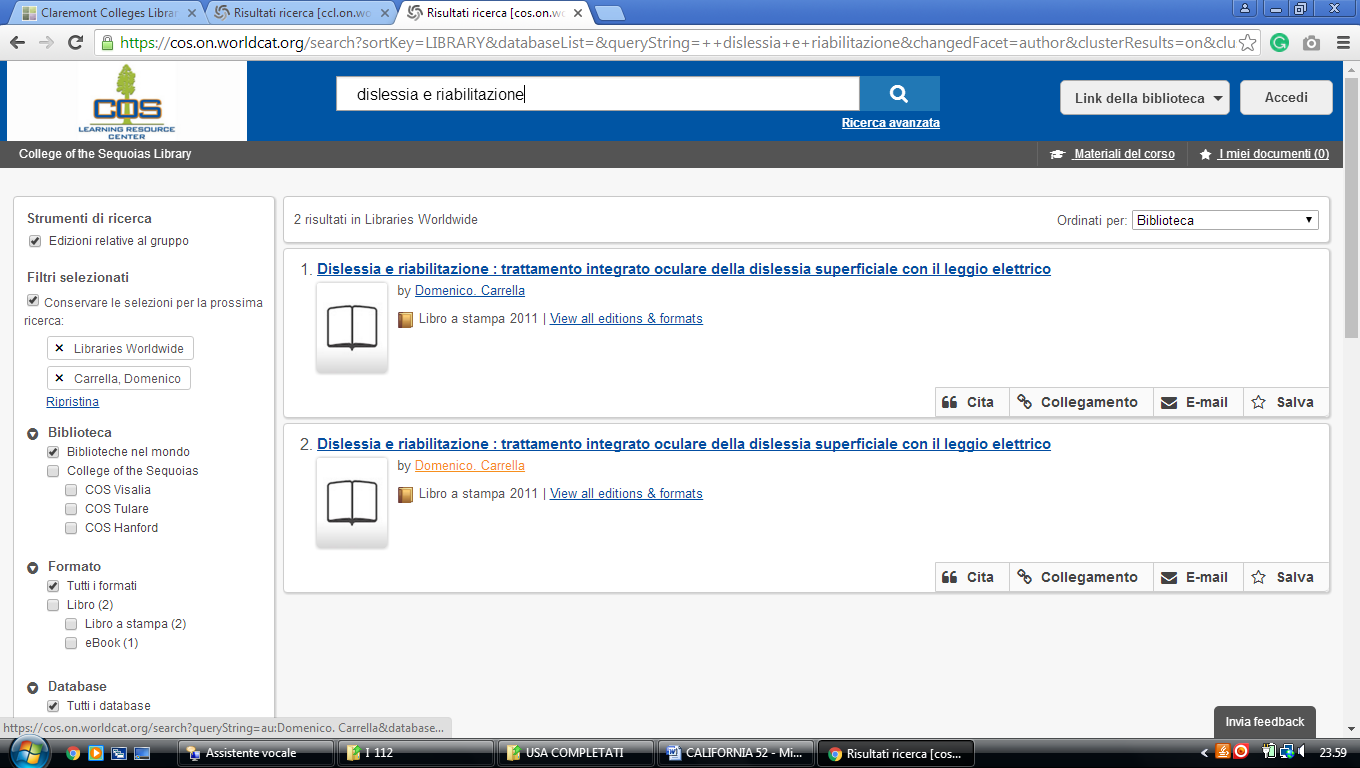 Claremont Colleges Librar
Risultati ricerca [ccl.on.wo
Risultati ricerca [cos.on.w
https://cos.on.worldcat.org/search?sortKey=LIBRARY&databaseList=&queryString=++dislessia+e+riabilitazione&changedFacet=author&clusterResults=on&clu
COS
LEARNING RESOURCE
CENTER
dislessia e riabilitazione
Ricerca avanzata
Link della biblioteca
Accedi
College of the Sequoias Library
Materiali del corso
I miei documenti (0)
Strumenti di ricerca
Edizioni relative al gruppo
Filtri selezionati
Conservare le selezioni per la prossima
ricerca:
× Libraries Worldwide
× Carrella, Domenico
Ripristina
Biblioteca
Biblioteche nel mondo
College of the Sequoias
COS Visalia
COS Tulare
COS Hanford
Formato
Tutti i formati
Libro (2)
Libro a stampa (2)
eBook (1)
Database
Tutti i database
2 risultati in Libraries Worldwide
Ordinati per: Biblioteca
1. Dislessia e riabilitazione : trattamento integrato oculare della dislessia superficiale con il leggio elettrico
by Domenico. Carrella
Libro a stampa 2011 | View all editions & formats
Cita Collegamento E-mail Salva
2. Dislessia e riabilitazione : trattamento integrato oculare della dislessia superficiale con il leggio elettrico
by Domenico. Carrella
Libro a stampa 2011 | View all editions & formats
Cita Collegamento E-mail Salva
Invia feedback
https://cos.on.worldcat.org/search?queryString=au:Domenico. Carrella&database...
Assistente vocale
I 112
USA COMPLETATI
CALIFORNIA 52 - Mi...
Risultati ricerca [cos...
23.59